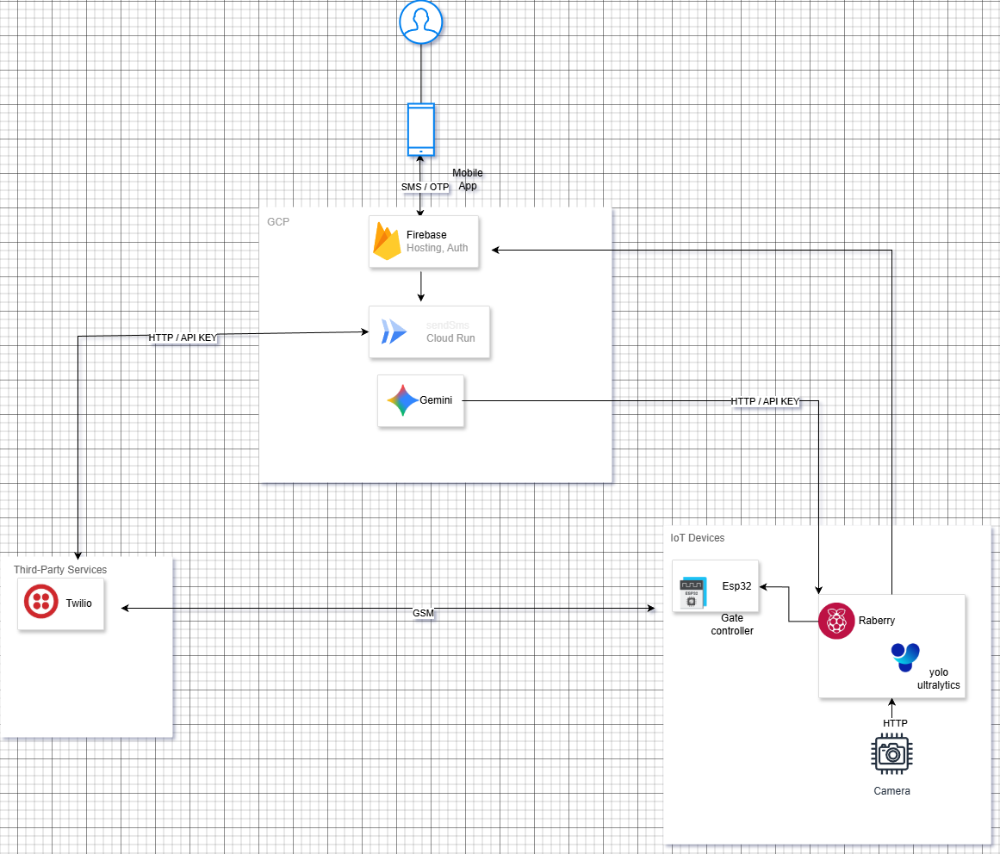 Mobile
App
SMS / OTP
GCP
Firebase
Hosting, Auth
sendSms
Cloud Run
HTTP / API KEY
Gemini
HTTP / API KEY
IoT Devices
Third-Party Services
Twilio
GSM
ESP32
Esp32
Gate
controller
Raberry
yolo
ultralytics
HTTP
Camera